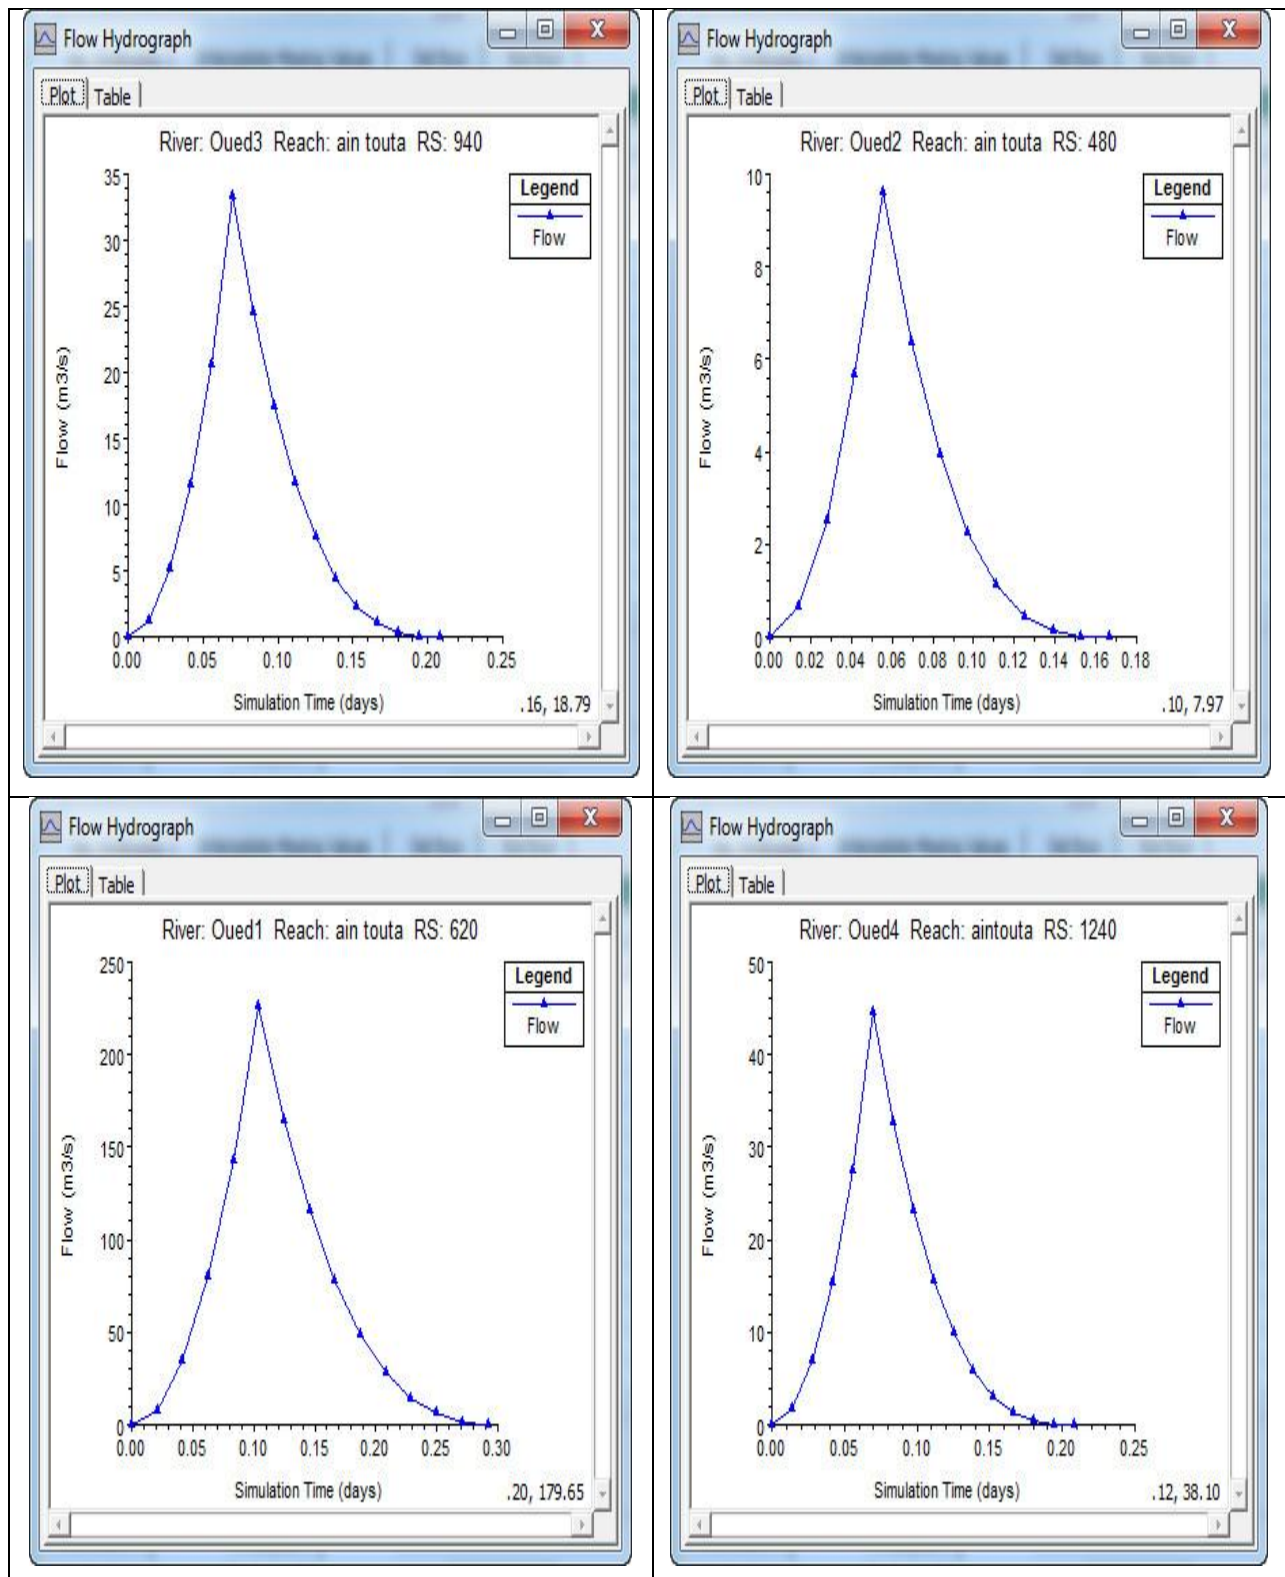 Flow Hydrograph
Plot Table
River: Oued3 Reach: ain touta RS: 940
Legend
Flow
Flow (m3/s)
35
30
25
20
15
10
5
0
0.00 0.05 0.10 0.15 0.20 0.25
Simulation Time (days)
.16, 18.79
Flow Hydrograph
Plot Table
River: Oued2 Reach: ain touta RS: 480
Legend
Flow
Flow (m3/s)
10
8
6
4
2
0
0.00 0.02 0.04 0.06 0.08 0.10 0.12 0.14 0.16 0.18
Simulation Time (days)
.10, 7.97
Flow Hydrograph
Plot Table
River: Oued1 Reach: ain touta RS: 620
Legend
Flow
Flow (m3/s)
250
200
150
100
50
0
0.00 0.05 0.10 0.15 0.20 0.25 0.30
Simulation Time (days)
.20, 179.65
Flow Hydrograph
Plot Table
River: Oued4 Reach: aintouta RS: 1240
Legend
Flow
Flow (m3/s)
50
40
30
20
10
0
0.00 0.05 0.10 0.15 0.20 0.25
Simulation Time (days)
.12, 38.10